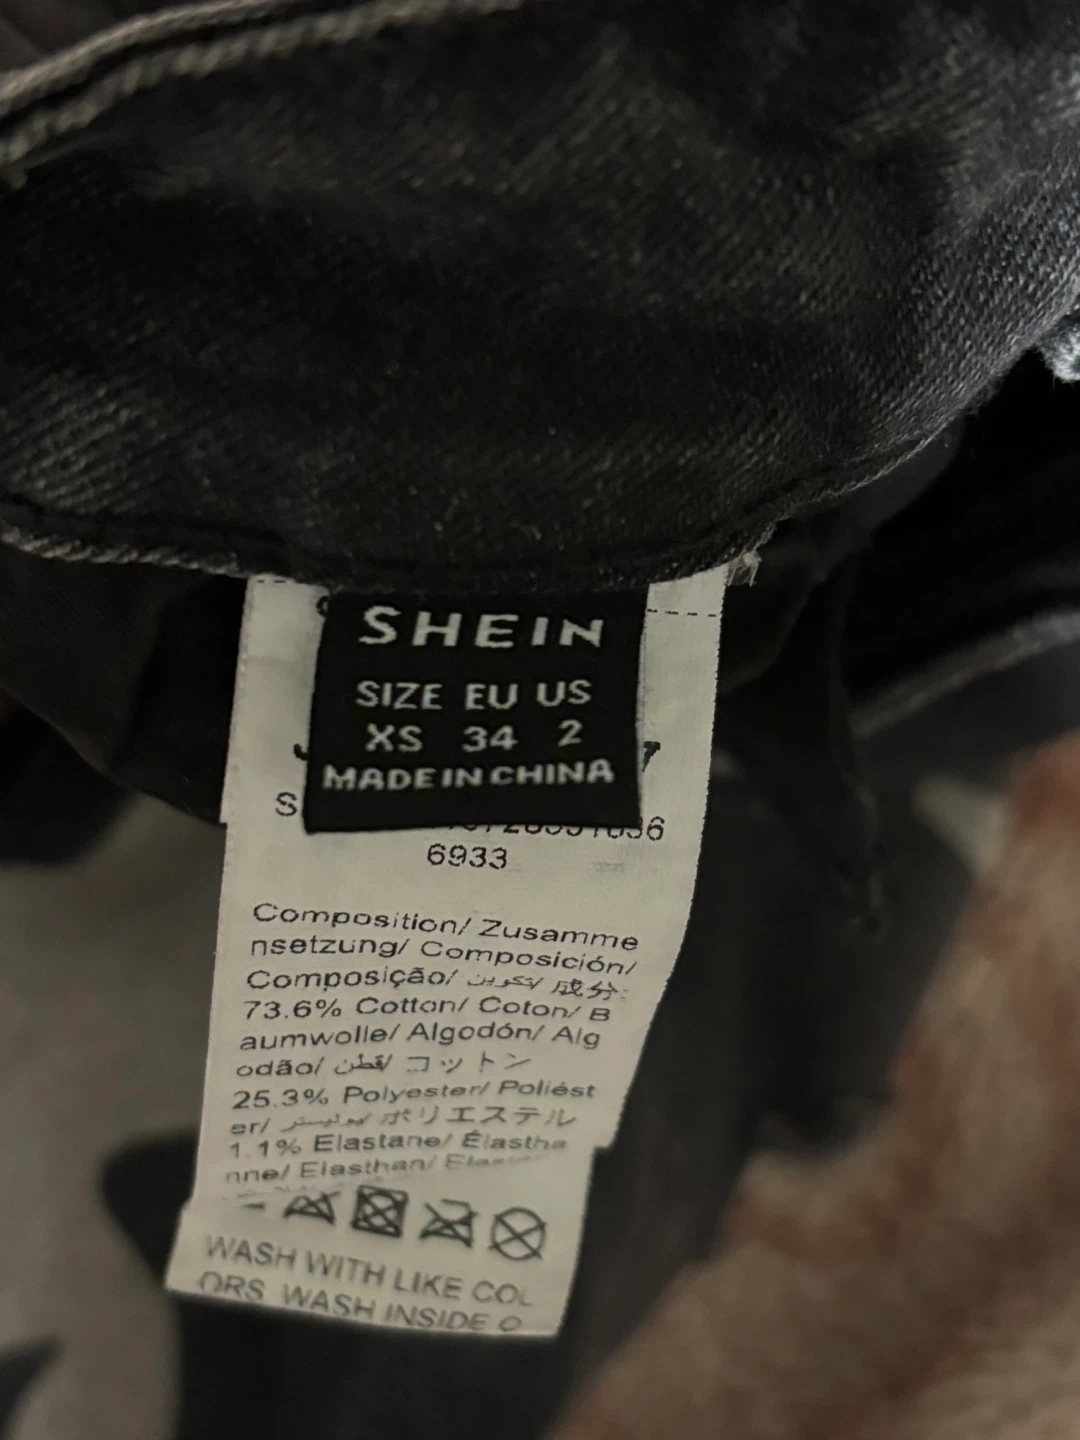 SHEIN
SIZE EU US
XS 34 2
MADE IN CHINA
6933
Composition/ Zusamme
nsetzung/ Composición/
Composição/ تكوين/ 成分:
73.6% Cotton/ Coton/ B
aumwolle/ Algodón/ Alg
odão/ قطن/ コットン
25.3% Polyester/ Poliést
er/ بوليستر/ ポリエステル
1.1% Elastane/ Élastha
nne/ Elasthan/
WASH WITH LIKE COL
ORS WASH INSIDE O